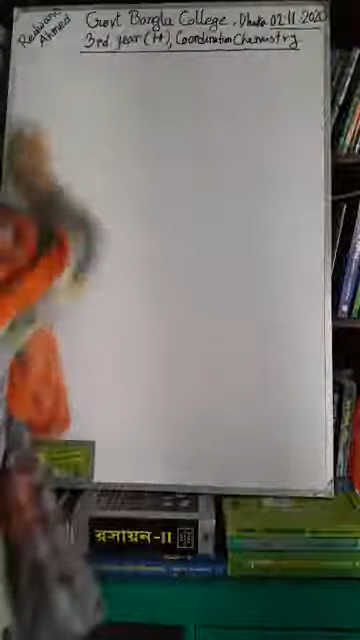 Redwan
Ahmed
Govt Bangla College, Dhaka 02.11.2020
3rd year (H), Coordination Chemistry
রসায়ন-II